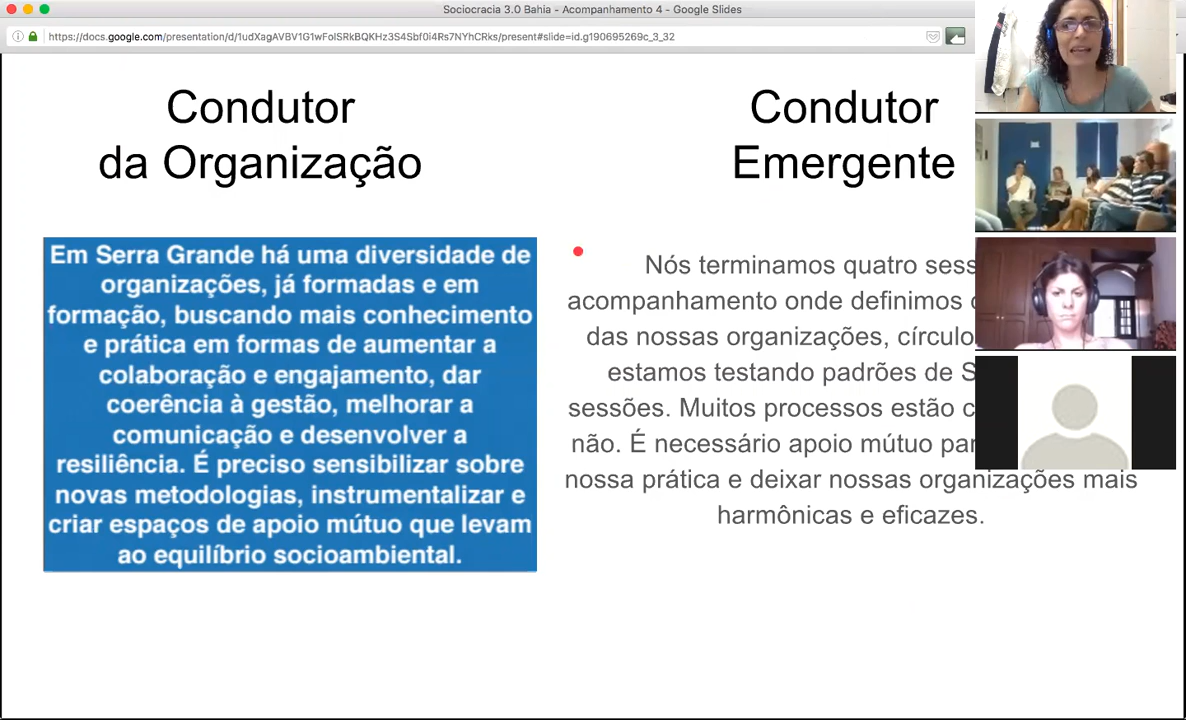 Sociocracia 3.0 Bahia - Acompanhamento 4 - Google Slides
https://docs.google.com/presentation/d/1udXagAVBV1G1wFolSRkBQKHz3S4Sbf0i4Rs7NYhCRks/present#slide=id.g190695269c_3_32
Condutor
da Organização
Em Serra Grande há uma diversidade de
organizações, já formadas e em
formação, buscando mais conhecimento
e prática em formas de aumentar a
colaboração e engajamento, dar
coerência à gestão, melhorar a
comunicação e desenvolver a
resiliência. É preciso sensibilizar sobre
novas metodologias, instrumentalizar e
criar espaços de apoio mútuo que levam
ao equilíbrio socioambiental.
Condutor
Emergente
Nós terminamos quatro sess
acompanhamento onde definimos
das nossas organizações, círculo
estamos testando padrões de S
sessões. Muitos processos estão
não. É necessário apoio mútuo par
nossa prática e deixar nossas organizações mais
harmônicas e eficazes.